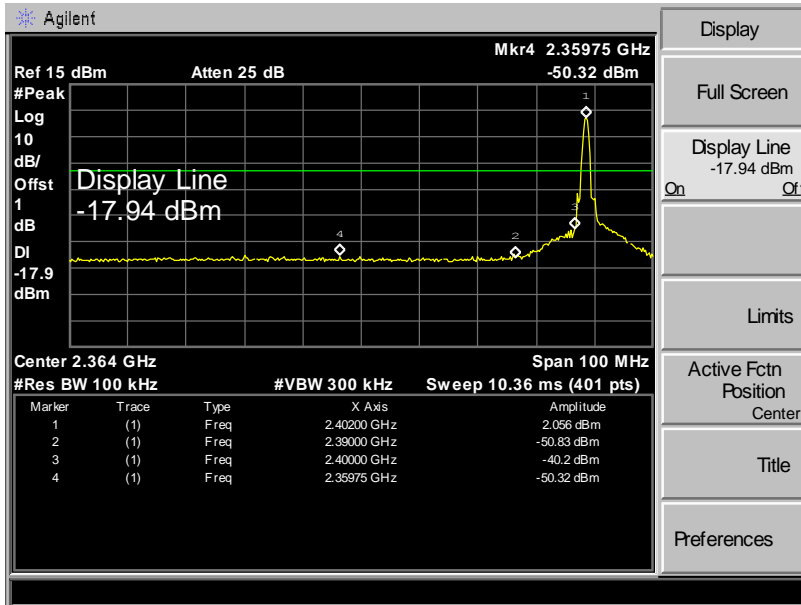 Agilent
Mkr4 2.35975 GHz
Ref 15 dBm Atten 25 dB -50.32 dBm
#Peak
Log
10
dB/
Offst
1
dB
DI
-17.9
dBm
1
3
2
4
Display Line
-17.94 dBm
Center 2.364 GHz Span 100 MHz
#Res BW 100 kHz #VBW 300 kHz Sweep 10.36 ms (401 pts)
Marker Trace Type X Axis Amplitude
1 (1) Freq 2.40200 GHz 2.056 dBm
2 (1) Freq 2.39000 GHz -50.83 dBm
3 (1) Freq 2.40000 GHz -40.2 dBm
4 (1) Freq 2.35975 GHz -50.32 dBm
Display
Full Screen
Display Line
-17.94 dBm
On Off
Limits
Active Fctn
Position
Center
Title
Preferences